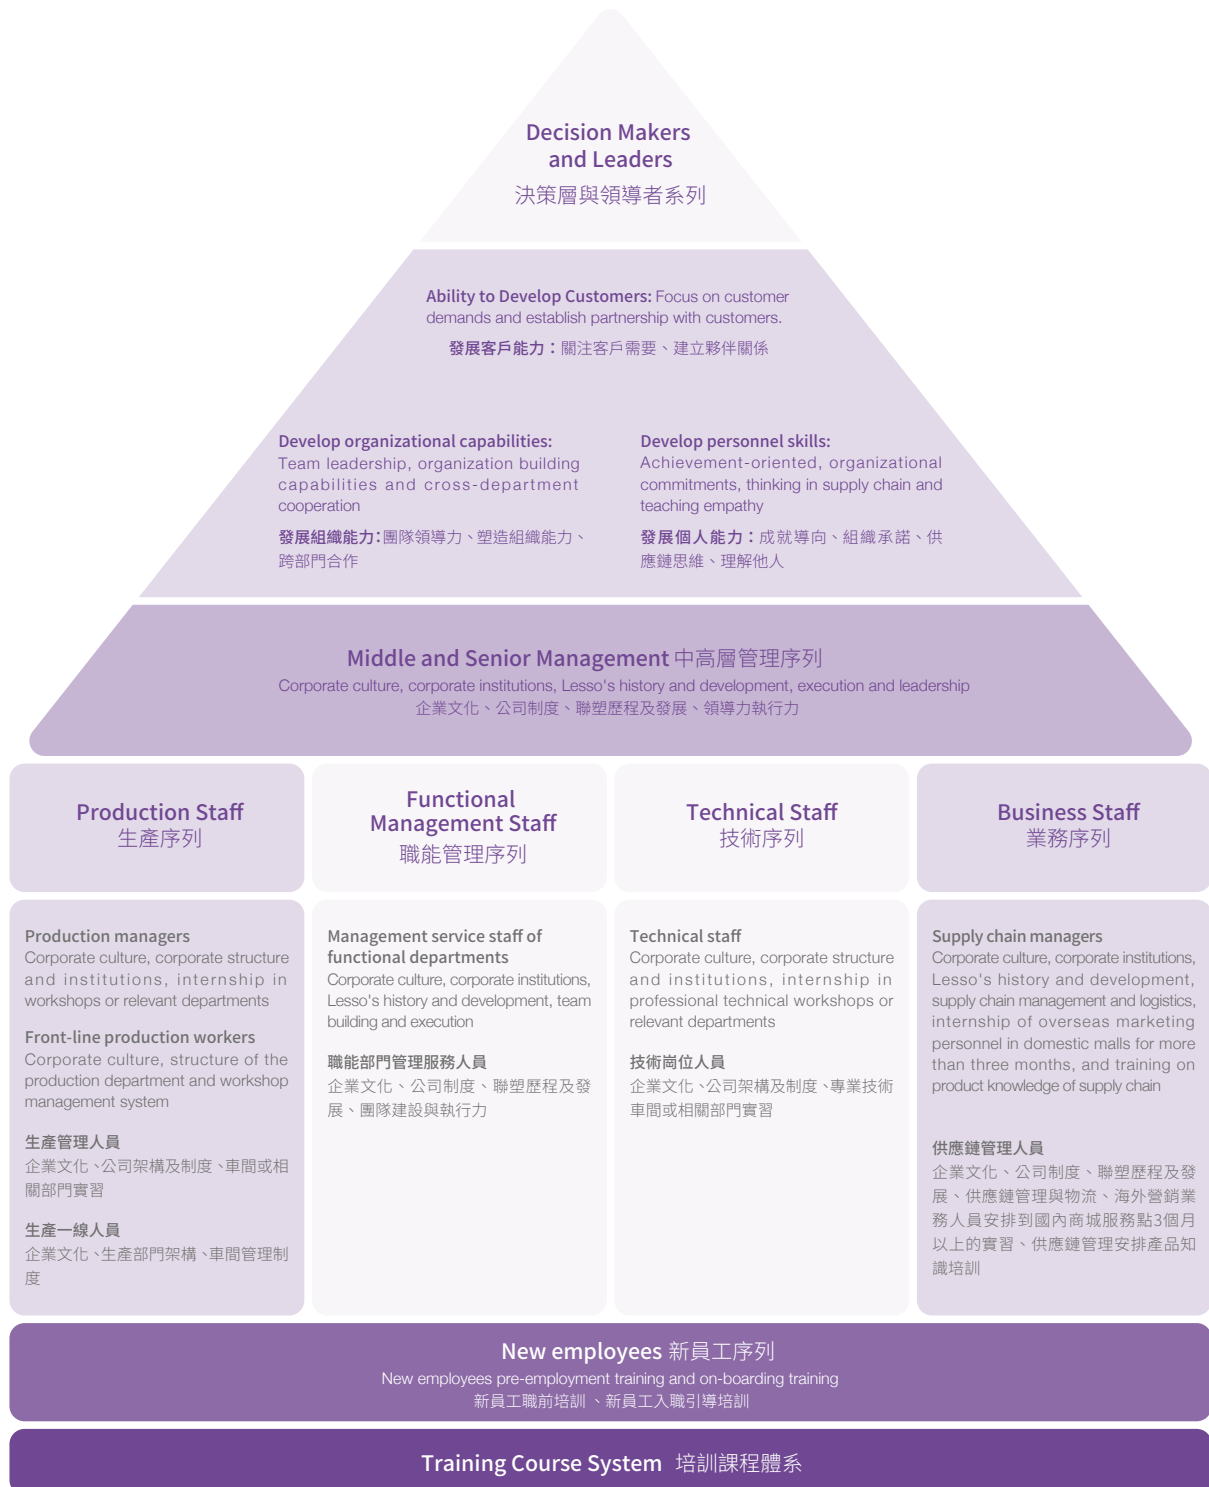 Decision Makers
and Leaders
決策層與領導者系列
Ability to Develop Customers: Focus on customer
demands and establish partnership with customers.
發展客戶能力：關注客戶需要、建立夥伴關係
Develop organizational capabilities:
Team leadership, organization building
capabilities and cross-department
cooperation
發展組織能力：團隊領導力、塑造組織能力、
跨部門合作
Develop personnel skills:
Achievement-oriented, organizational
commitments, thinking in supply chain and
teaching empathy
發展個人能力：成就導向、組織承諾、供
應鏈思維、理解他人
Middle and Senior Management 中高層管理序列
Corporate culture, corporate institutions, Lesso's history and development, execution and leadership
企業文化、公司制度、聯塑歷程及發展、領導力執行力
Production Staff
生產序列
Functional
Management Staff
職能管理序列
Technical Staff
技術序列
Business Staff
業務序列
Production managers
Corporate culture, corporate structure
and institutions, internship in
workshops or relevant departments
Front-line production workers
Corporate culture, structure of the
production department and workshop
management system
生產管理人員
企業文化、公司架構及制度、車間或相
關部門實習
生產一線人員
企業文化、生產部門架構、車間管理制
度
Management service staff of
functional departments
Corporate culture, corporate institutions,
Lesso's history and development, team
building and execution
職能部門管理服務人員
企業文化、公司制度、聯塑歷程及發
展、團隊建設與執行力
Technical staff
Corporate culture, corporate structure
and institutions, internship in
professional technical workshops or
relevant departments
技術崗位人員
企業文化、公司架構及制度、專業技術
車間或相關部門實習
Supply chain managers
Corporate culture, corporate institutions,
Lesso's history and development,
supply chain management and logistics,
internship of overseas marketing
personnel in domestic malls for more
than three months, and training on
product knowledge of supply chain
供應鏈管理人員
企業文化、公司制度、聯塑歷程及發
展、供應鏈管理與物流、海外營銷業
務人員安排到國內商城服務點3個月
以上的實習、供應鏈管理安排產品知
識培訓
New employees 新員工序列
New employees pre-employment training and on-boarding training
新員工職前培訓 、新員工入職引導培訓
Training Course System 培訓課程體系